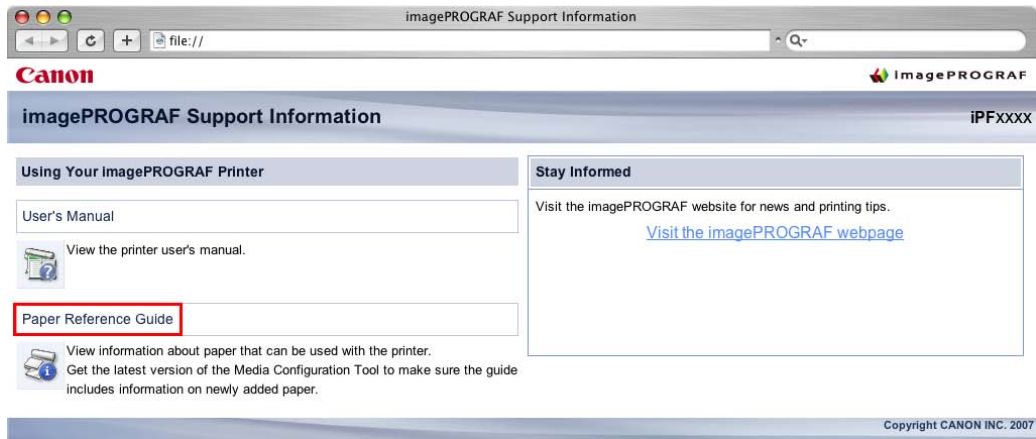 imagePROGRAF Support Information
file://
Canon
imagePROGRAF
imagePROGRAF Support Information
iPFxxxx
Using Your imagePROGRAF Printer
User's Manual
View the printer user's manual.
Paper Reference Guide
View information about paper that can be used with the printer.
Get the latest version of the Media Configuration Tool to make sure the guide
includes information on newly added paper.
Stay Informed
Visit the imagePROGRAF website for news and printing tips.
Visit the imagePROGRAF webpage
Copyright CANON INC. 2007